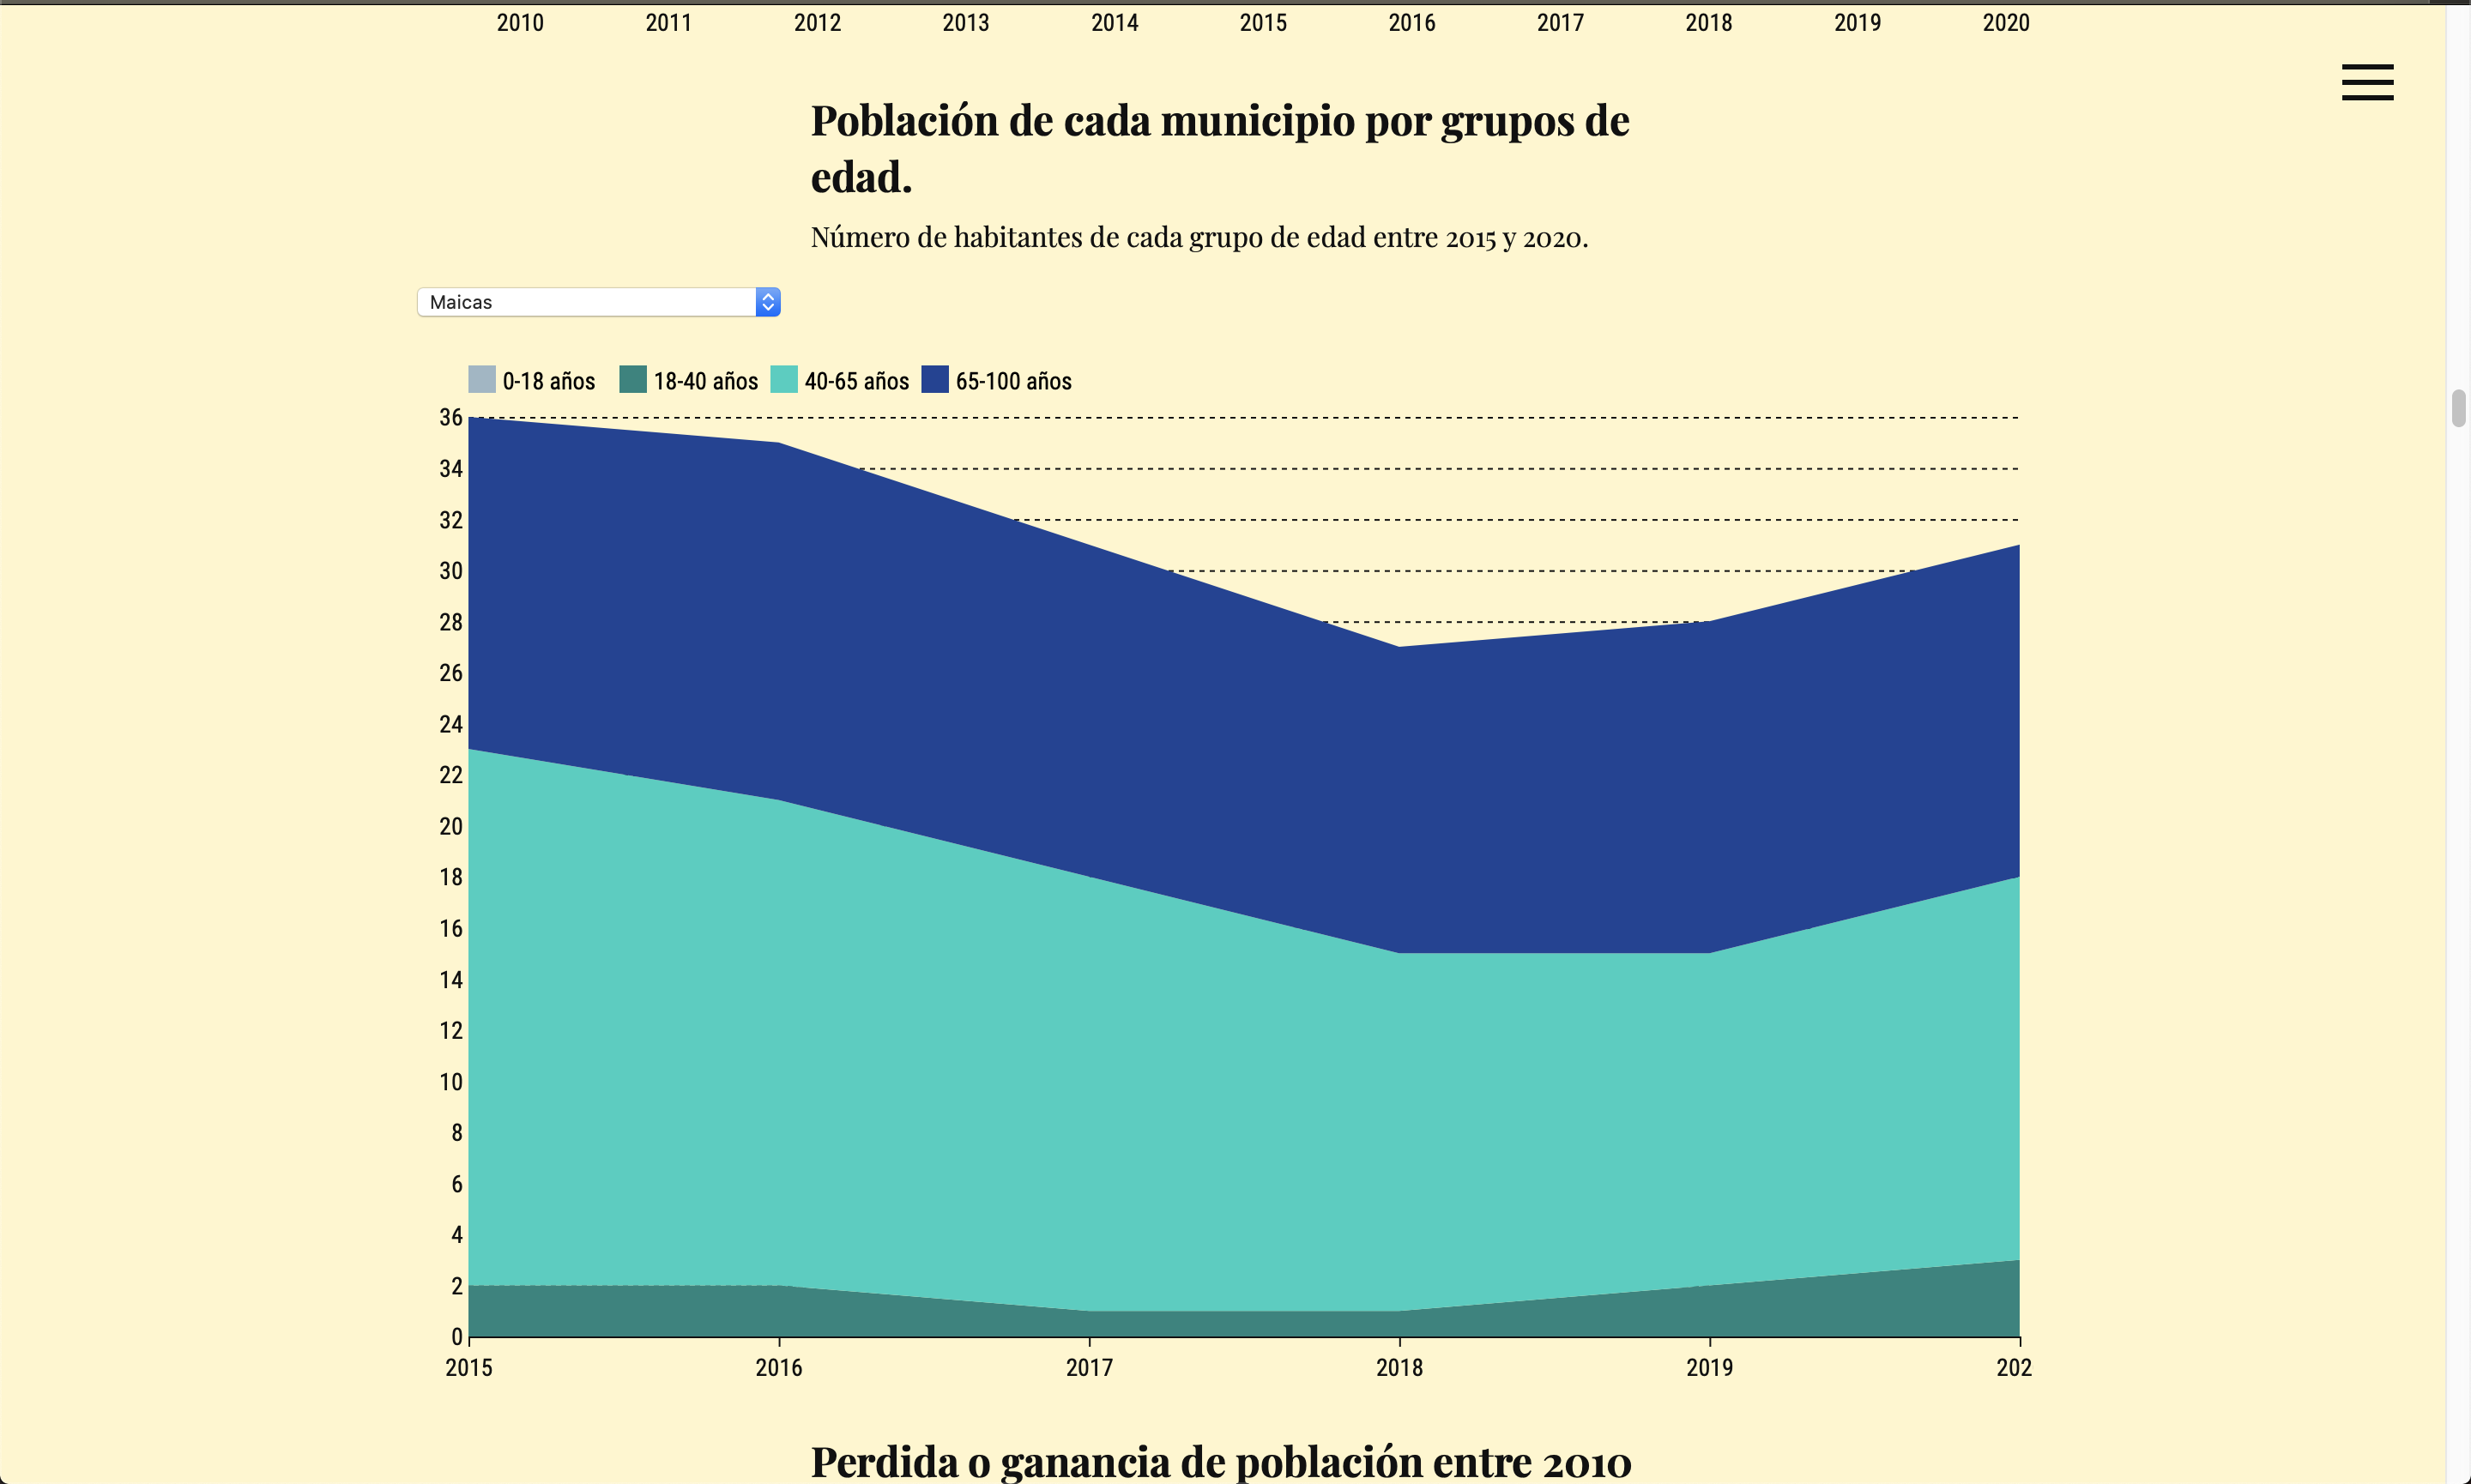 2010 2011 2012 2013 2014 2015 2016 2017 2018 2019 2020
Población de cada municipio por grupos de
edad.
Número de habitantes de cada grupo de edad entre 2015 y 2020.
Maicas
0-18 años 18-40 años 40-65 años 65-100 años
36
34
32
30
28
26
24
22
20
18
16
14
12
10
8
6
4
2
0
2015 2016 2017 2018 2019 202
Perdida o ganancia de población entre 2010